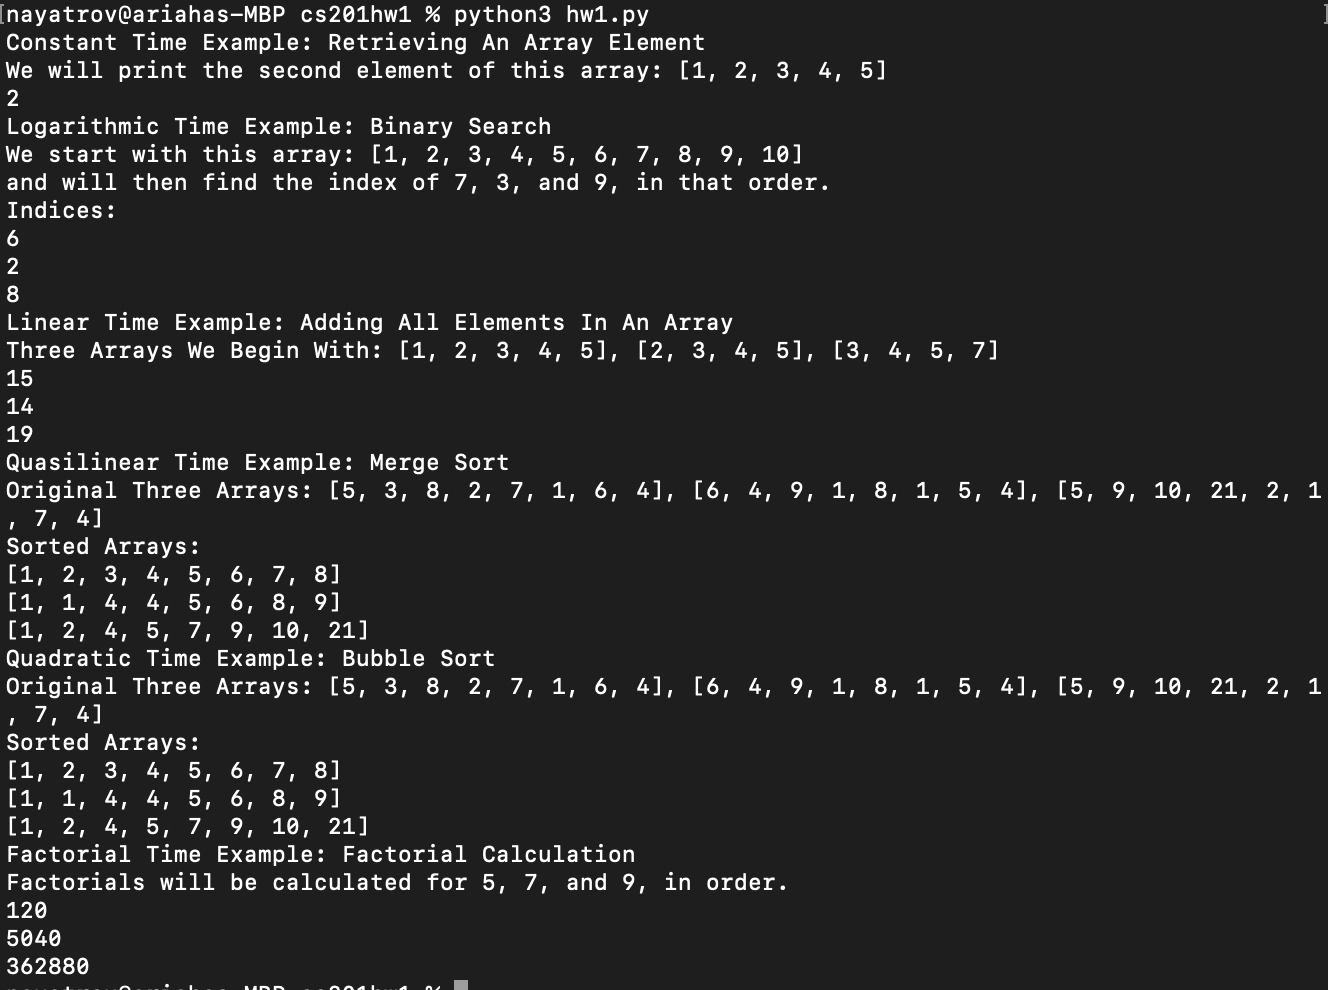 [nayatrov@ariahas-MBP cs201hw1 % python3 hw1.py ]
Constant Time Example: Retrieving An Array Element
We will print the second element of this array: [1, 2, 3, 4, 5]
2
Logarithmic Time Example: Binary Search
We start with this array: [1, 2, 3, 4, 5, 6, 7, 8, 9, 10]
and will then find the index of 7, 3, and 9, in that order.
Indices:
6
2
8
Linear Time Example: Adding All Elements In An Array
Three Arrays We Begin With: [1, 2, 3, 4, 5], [2, 3, 4, 5], [3, 4, 5, 7]
15
14
19
Quasilinear Time Example: Merge Sort
Original Three Arrays: [5, 3, 8, 2, 7, 1, 6, 4], [6, 4, 9, 1, 8, 1, 5, 4], [5, 9, 10, 21, 2, 1
, 7, 4]
Sorted Arrays:
[1, 2, 3, 4, 5, 6, 7, 8]
[1, 1, 4, 4, 5, 6, 8, 9]
[1, 2, 4, 5, 7, 9, 10, 21]
Quadratic Time Example: Bubble Sort
Original Three Arrays: [5, 3, 8, 2, 7, 1, 6, 4], [6, 4, 9, 1, 8, 1, 5, 4], [5, 9, 10, 21, 2, 1
, 7, 4]
Sorted Arrays:
[1, 2, 3, 4, 5, 6, 7, 8]
[1, 1, 4, 4, 5, 6, 8, 9]
[1, 2, 4, 5, 7, 9, 10, 21]
Factorial Time Example: Factorial Calculation
Factorials will be calculated for 5, 7, and 9, in order.
120
5040
362880
nayatrov@ariahas-MBP cs201hw1 %